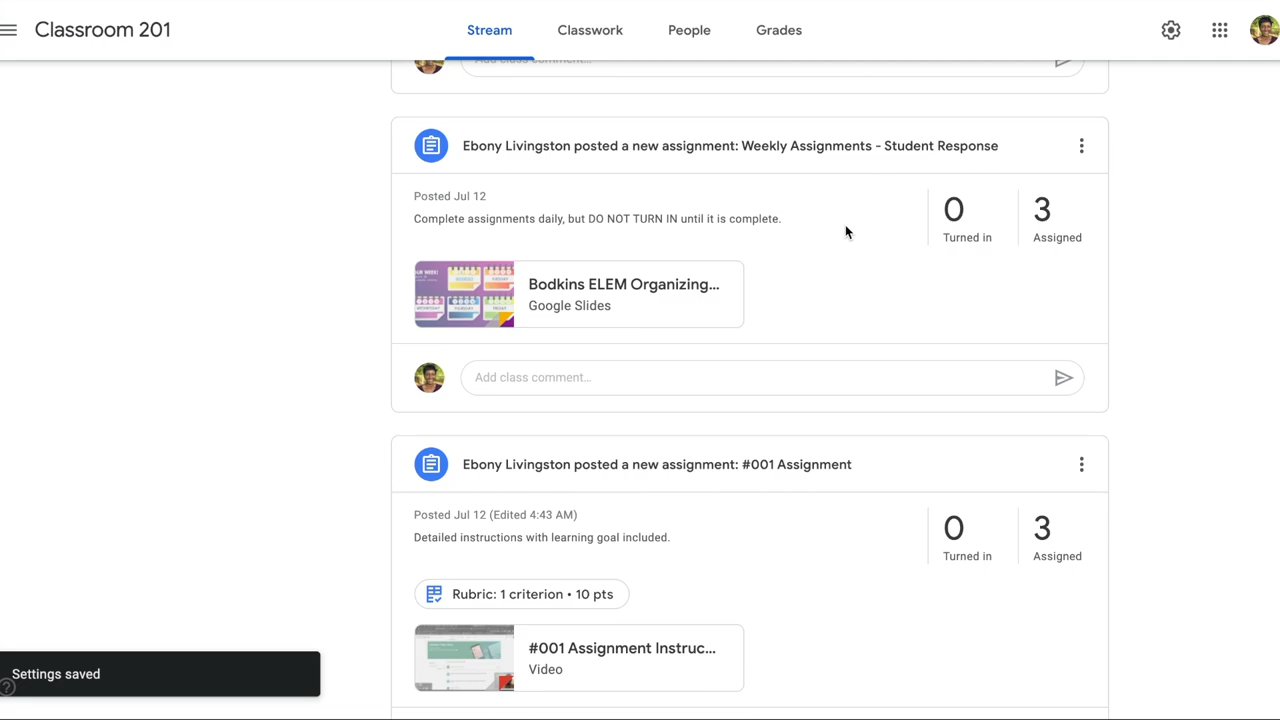 Classroom 201
Stream
Classwork
People
Grades
Add class comment...
Ebony Livingston posted a new assignment: Weekly Assignments - Student Response
Posted Jul 12
Complete assignments daily, but DO NOT TURN IN until it is complete.
0
Turned in
3
Assigned
Bodkins ELEM Organizing...
Google Slides
Add class comment...
Ebony Livingston posted a new assignment: #001 Assignment
Posted Jul 12 (Edited 4:43 AM)
Detailed instructions with learning goal included.
0
Turned in
3
Assigned
Rubric: 1 criterion • 10 pts
#001 Assignment Instruc...
Video
Settings saved